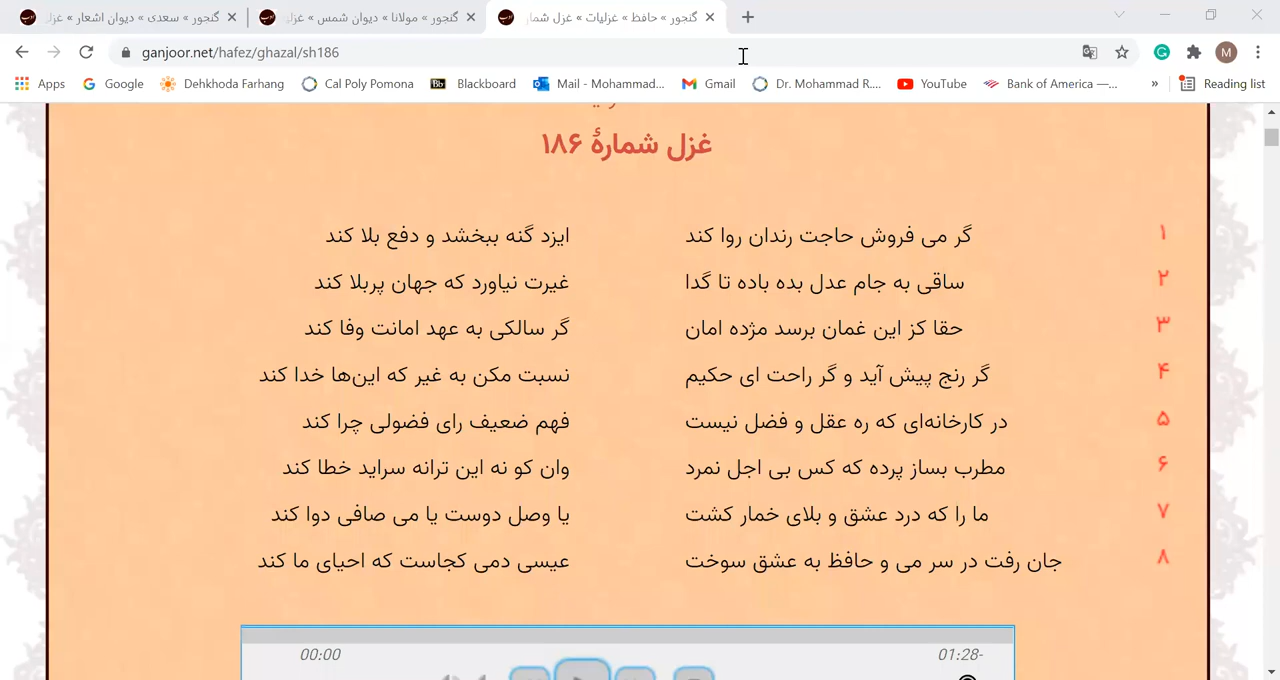 گنجور » سعدی » دیوان اشعار » غزل
گنجور » مولانا » دیوان شمس » غزل
گنجور » حافظ » غزلیات » غزل شمار
ganjoor.net/hafez/ghazal/sh186
M
Apps Google Dehkhoda Farhang Cal Poly Pomona Bb Blackboard Mail - Mohammad... Gmail Dr. Mohammad R.... YouTube Bank of America —... » Reading list
غزل شمارهٔ ۱۸۶
۱ گر می فروش حاجت رندان روا کند ایزد گنه ببخشد و دفع بلا کند
۲ ساقی به جام عدل بده باده تا گدا غیرت نیاورد که جهان پربلا کند
۳ حقا کز این غمان برسد مژده امان گر سالکی به عهد امانت وفا کند
۴ گر رنج پیش آید و گر راحت ای حکیم نسبت مکن به غیر که این‌ها خدا کند
۵ در کارخانه‌ای که ره عقل و فضل نیست فهم ضعیف رای فضولی چرا کند
۶ مطرب بساز پرده که کس بی اجل نمرد وان کو نه این ترانه سراید خطا کند
۷ ما را که درد عشق و بلای خمار کشت یا وصل دوست یا می صافی دوا کند
۸ جان رفت در سر می و حافظ به عشق سوخت عیسی دمی کجاست که احیای ما کند
00:00 01:28-